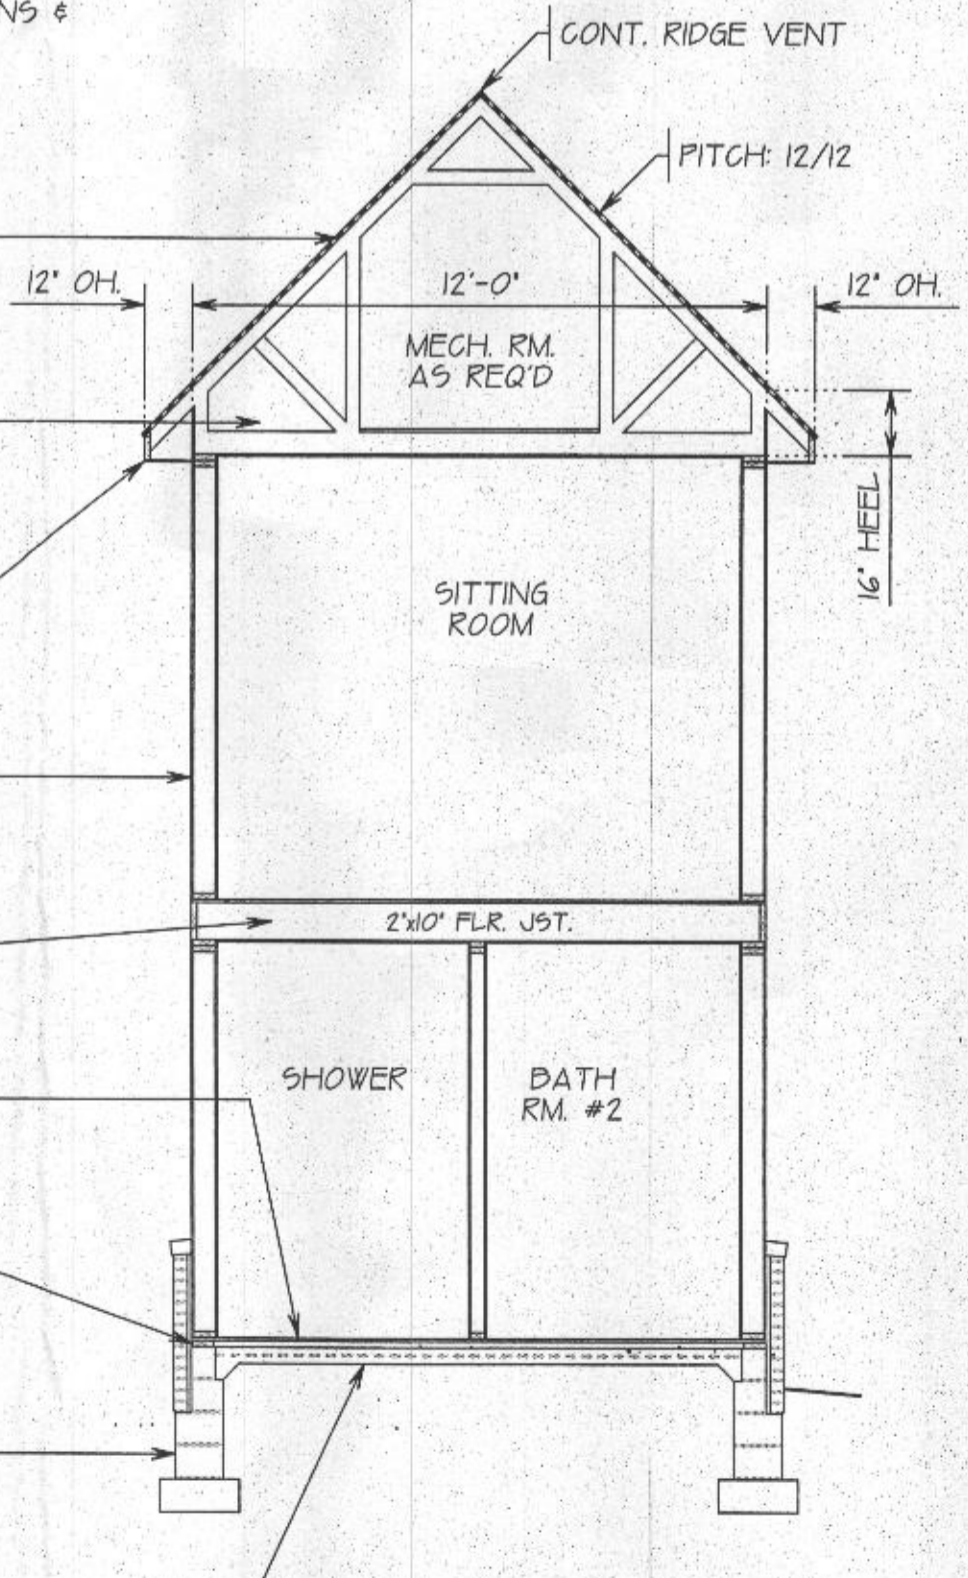 NS &
CONT. RIDGE VENT
PITCH: 12/12
12" OH.
12'-0"
12" OH.
MECH. RM.
AS REQ'D
16" HEEL
SITTING
ROOM
2"x10" FLR. JST.
SHOWER
BATH
RM. #2